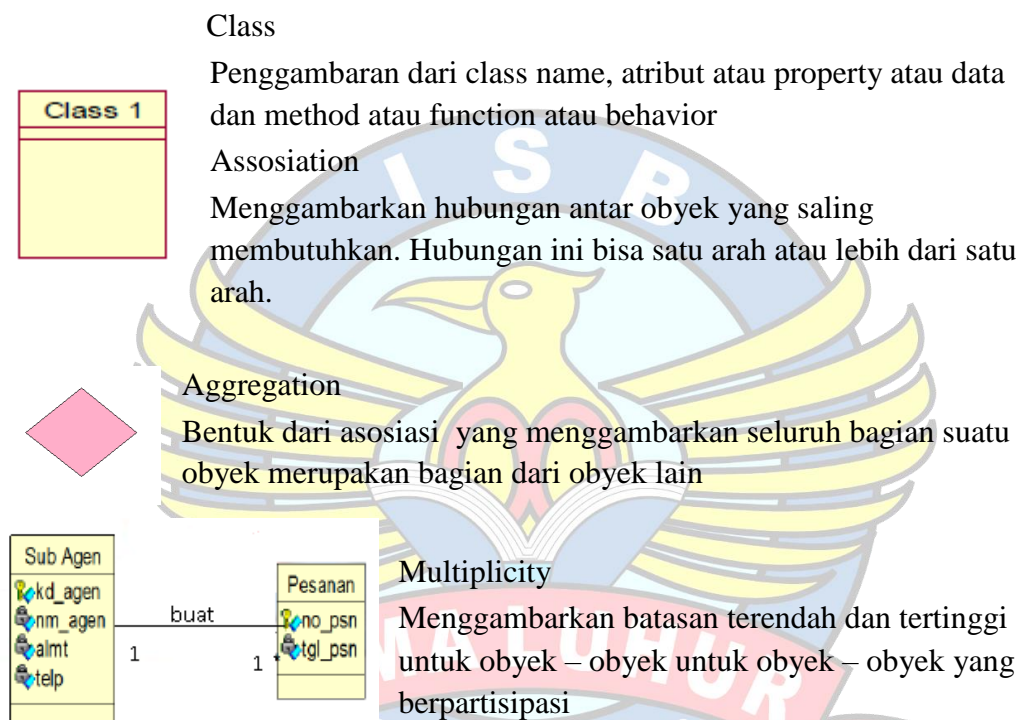 Class
Penggambaran dari class name, atribut atau property atau data
dan method atau function atau behavior
Class 1
Assosiation
Menggambarkan hubungan antar obyek yang saling
membutuhkan. Hubungan ini bisa satu arah atau lebih dari satu
arah.
Aggregation
Bentuk dari asosiasi yang menggambarkan seluruh bagian suatu
obyek merupakan bagian dari obyek lain
Sub Agen
kd_agen
nm_agen
almt
telp
buat
1
1 *
Pesanan
no_psn
tgl_psn
Multiplicity
Menggambarkan batasan terendah dan tertinggi
untuk obyek – obyek untuk obyek – obyek yang
berpartisipasi
I S B
MA LUHUR